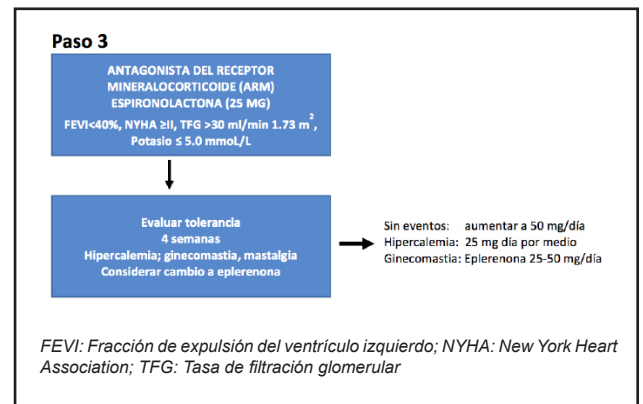 Paso 3
ANTAGONISTA DEL RECEPTOR
MINERALOCORTICOIDE (ARM)
ESPIRONOLACTONA (25 MG)
FEVI<40%, NYHA ≥II, TFG >30 ml/min 1.73 m²,
Potasio ≤ 5.0 mmoL/L
Evaluar tolerancia
4 semanas
Hipercalemia; ginecomastia, mastalgia
Considerar cambio a eplerenona
Sin eventos: aumentar a 50 mg/día
Hipercalemia: 25 mg día por medio
Ginecomastia: Eplerenona 25-50 mg/día
FEVI: Fracción de expulsión del ventrículo izquierdo; NYHA: New York Heart
Association; TFG: Tasa de filtración glomerular